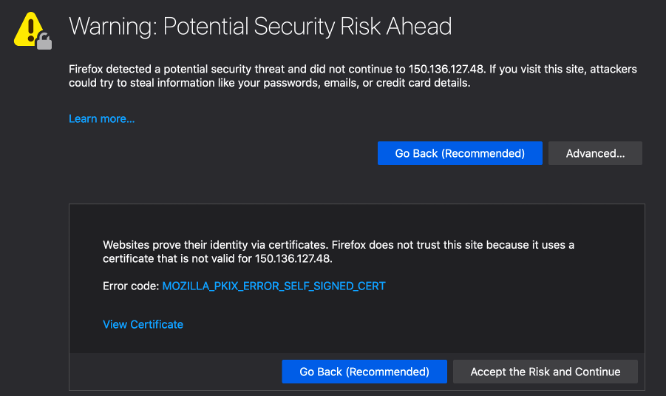 Warning: Potential Security Risk Ahead
Firefox detected a potential security threat and did not continue to 150.136.127.48. If you visit this site, attackers
could try to steal information like your passwords, emails, or credit card details.
Learn more...
Go Back (Recommended)
Advanced...
Websites prove their identity via certificates. Firefox does not trust this site because it uses a
certificate that is not valid for 150.136.127.48.
Error code: MOZILLA_PKIX_ERROR_SELF_SIGNED_CERT
View Certificate
Go Back (Recommended)
Accept the Risk and Continue